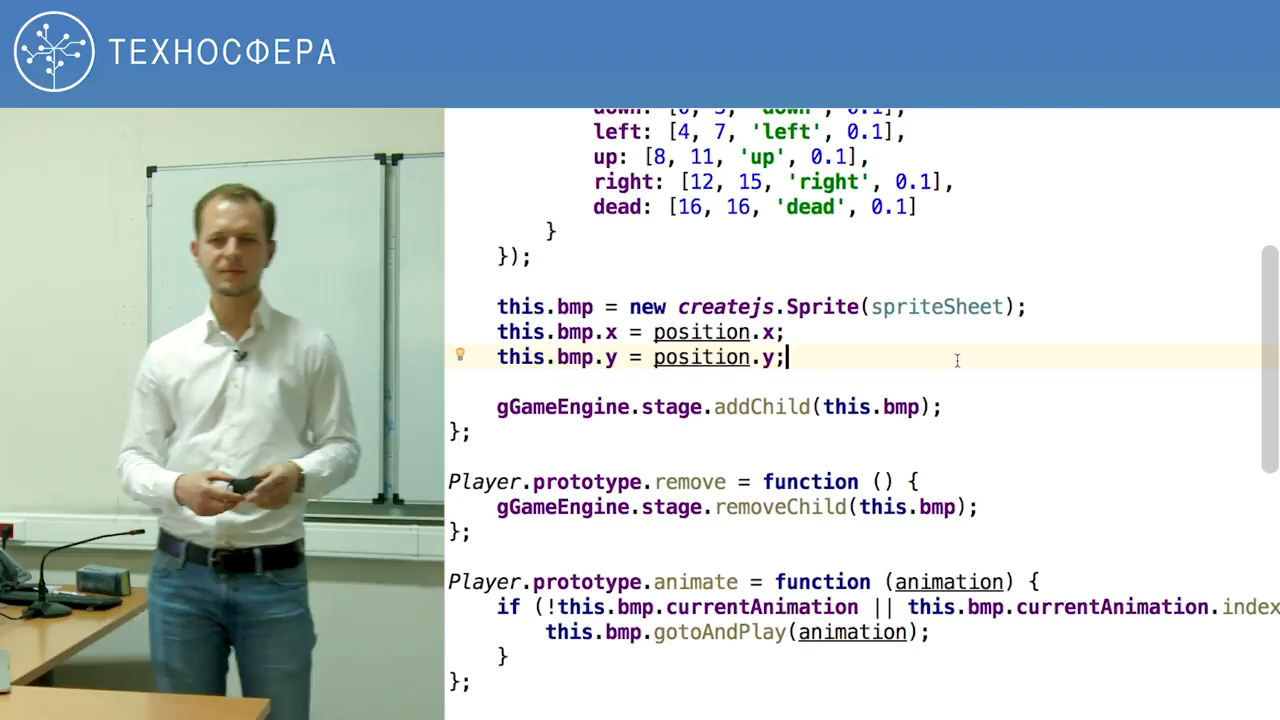 ТЕХНОСФЕРА
left: [4, 7, 'left', 0.1],
up: [8, 11, 'up', 0.1],
right: [12, 15, 'right', 0.1],
dead: [16, 16, 'dead', 0.1]
}
});
this.bmp = new createjs.Sprite(spriteSheet);
this.bmp.x = position.x;
this.bmp.y = position.y;
gGameEngine.stage.addChild(this.bmp);
};
Player.prototype.remove = function () {
gGameEngine.stage.removeChild(this.bmp);
};
Player.prototype.animate = function (animation) {
if (!this.bmp.currentAnimation || this.bmp.currentAnimation.index
this.bmp.gotoAndPlay(animation);
}
};